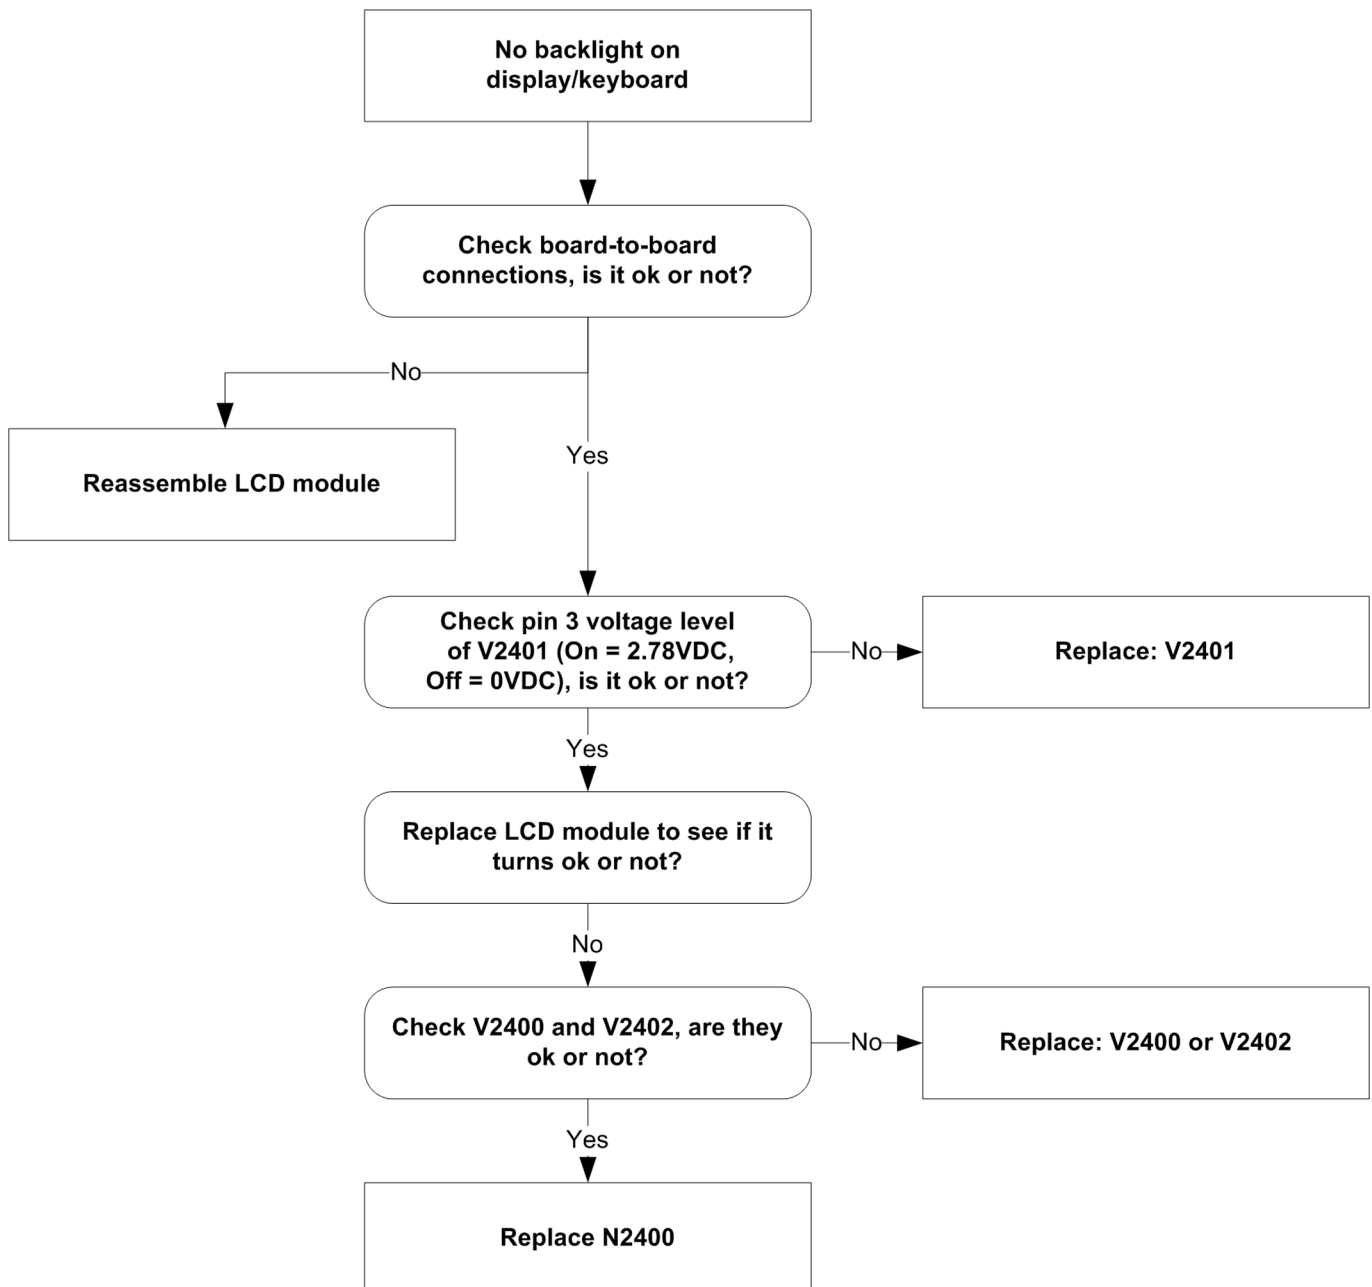 No backlight on
display/keyboard
Check board-to-board
connections, is it ok or not?
No
Reassemble LCD module
Yes
Check pin 3 voltage level
of V2401 (On = 2.78VDC,
Off = 0VDC), is it ok or not?
No
Replace: V2401
Yes
Replace LCD module to see if it
turns ok or not?
No
Check V2400 and V2402, are they
ok or not?
No
Replace: V2400 or V2402
Yes
Replace N2400